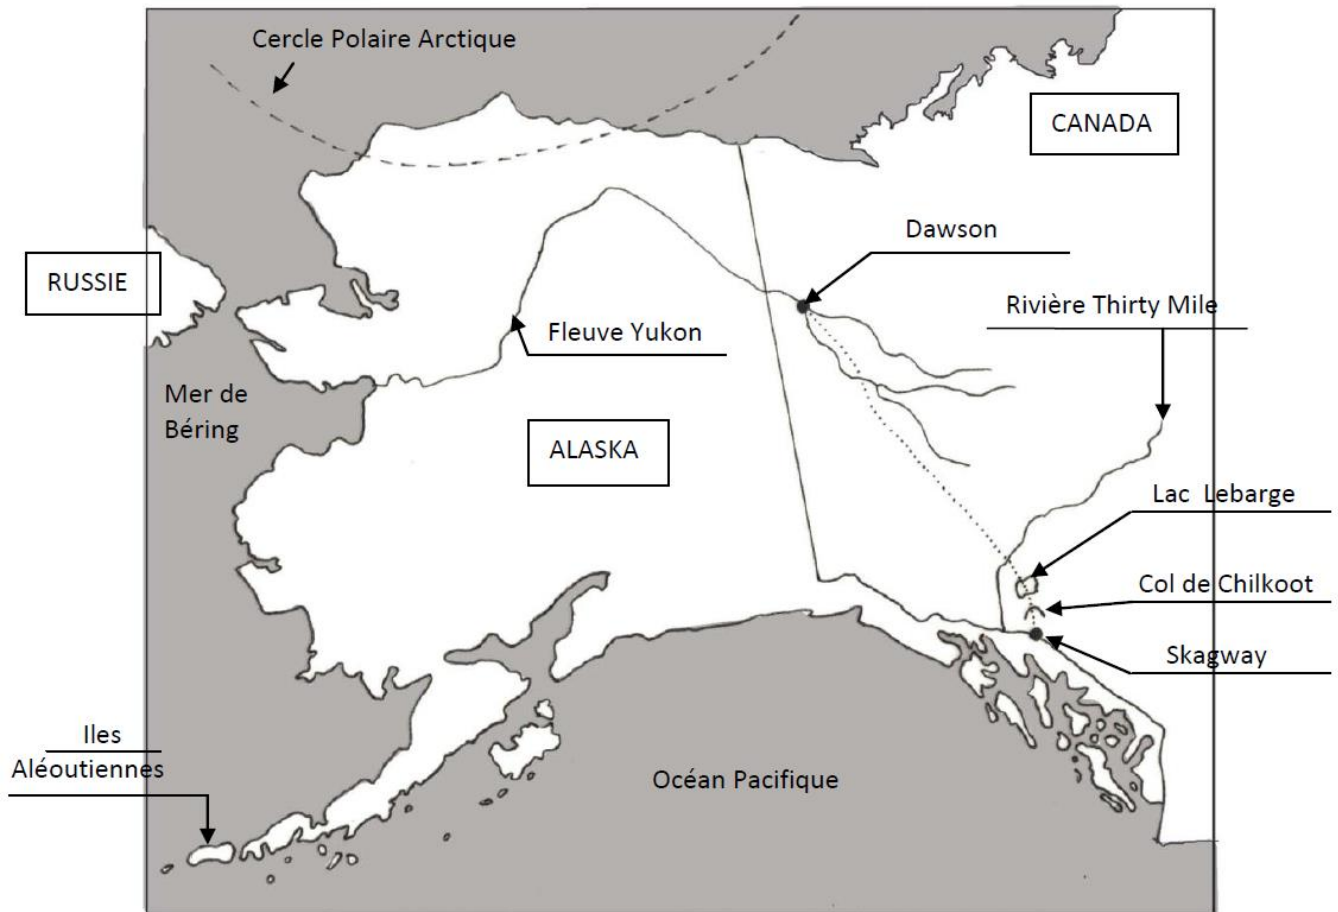 Cercle Polaire Arctique
CANADA
Dawson
RUSSIE
Rivière Thirty Mile
Fleuve Yukon
Mer de
Béring
ALASKA
Lac Lebarge
Col de Chilkoot
Skagway
Iles
Aléoutiennes
Océan Pacifique